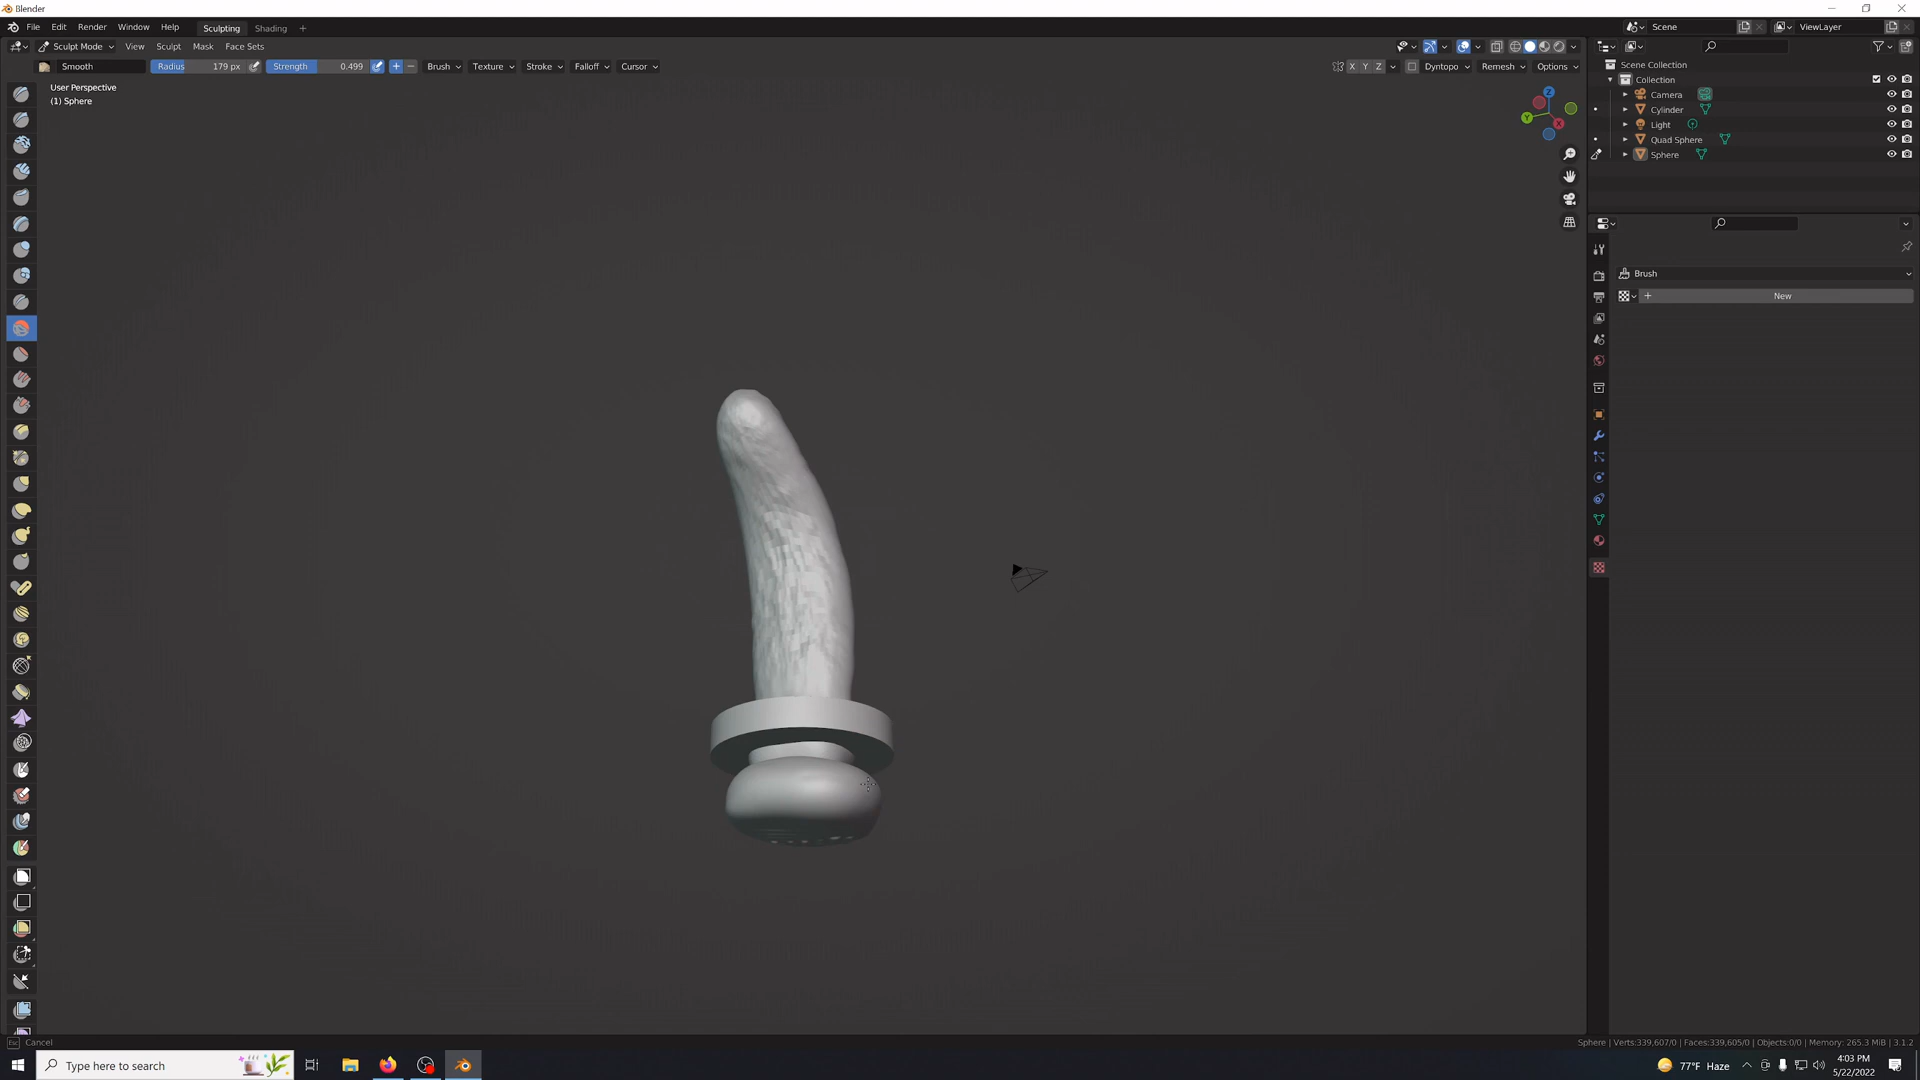 Blender
File Edit Render Window Help Sculpting Shading + Scene ViewLayer
Sculpt Mode View Sculpt Mask Face Sets
Smooth Radius 179 px Strength 0.499 Brush Texture Stroke Falloff Cursor X Y Z Dyntopo Remesh Options
User Perspective
(1) Sphere
Z
Y
X
Scene Collection
Collection
Camera
Cylinder
Light
Quad Sphere
Sphere
Brush
+ New
Esc Cancel
Sphere | Verts:339,607/0 | Faces:339,605/0 | Objects:0/0 | Memory: 265.3 MiB | 3.1.2
Type here to search
77°F Haze
4:03 PM
5/22/2022